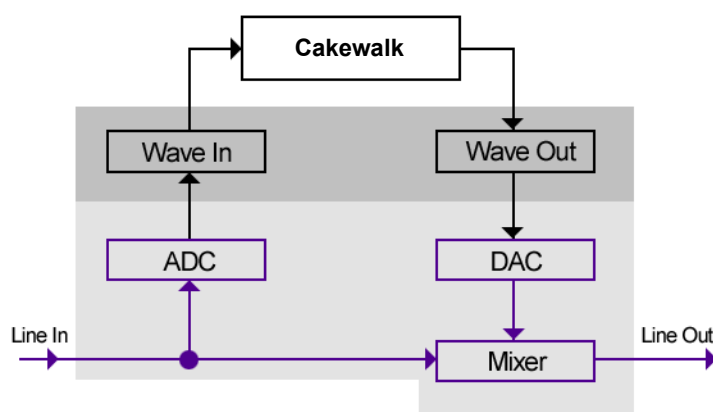 Cakewalk
Wave In
Wave Out
ADC
DAC
Line In
Line Out
Mixer